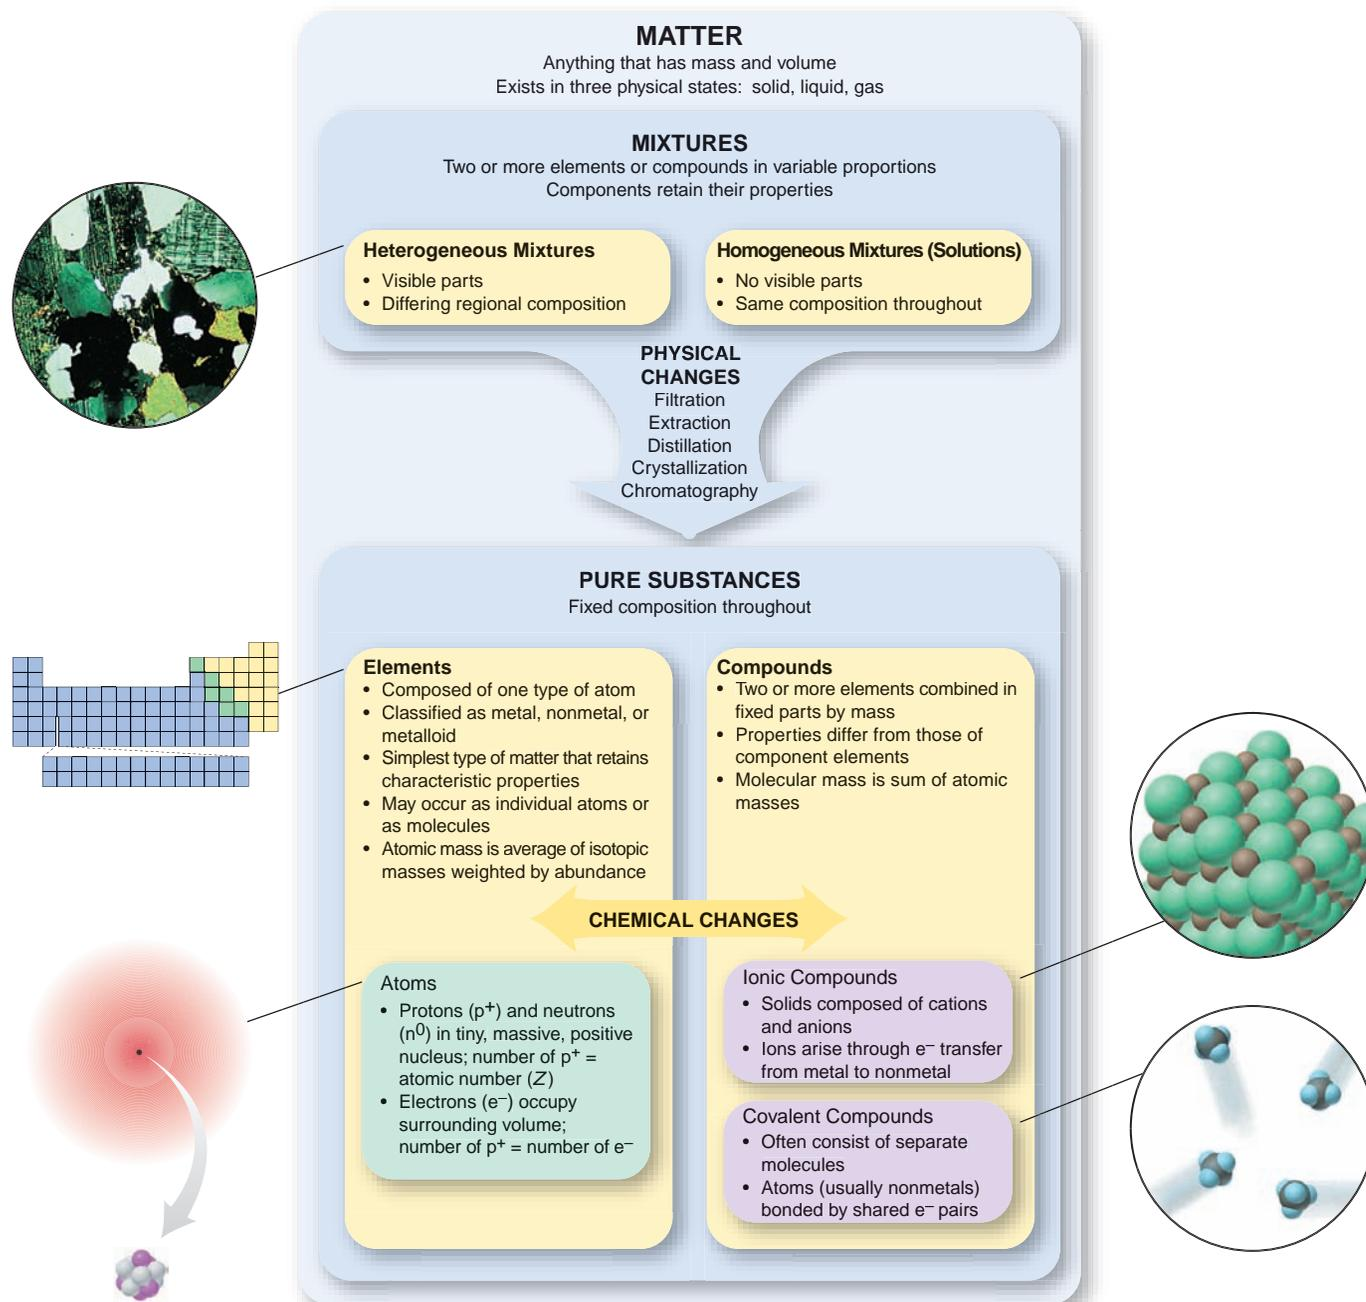 MATTER
Anything that has mass and volume
Exists in three physical states: solid, liquid, gas
MIXTURES
Two or more elements or compounds in variable proportions
Components retain their properties
Heterogeneous Mixtures
• Visible parts
• Differing regional composition
Homogeneous Mixtures (Solutions)
• No visible parts
• Same composition throughout
PHYSICAL
CHANGES
Filtration
Extraction
Distillation
Crystallization
Chromatography
PURE SUBSTANCES
Fixed composition throughout
Elements
• Composed of one type of atom
• Classified as metal, nonmetal, or
metalloid
• Simplest type of matter that retains
characteristic properties
• May occur as individual atoms or
as molecules
• Atomic mass is average of isotopic
masses weighted by abundance
Compounds
• Two or more elements combined in
fixed parts by mass
• Properties differ from those of
component elements
• Molecular mass is sum of atomic
masses
CHEMICAL CHANGES
Atoms
• Protons (p⁺) and neutrons
(n⁰) in tiny, massive, positive
nucleus; number of p⁺ =
atomic number (Z)
• Electrons (e⁻) occupy
surrounding volume;
number of p⁺ = number of e⁻
Ionic Compounds
• Solids composed of cations
and anions
• Ions arise through e⁻ transfer
from metal to nonmetal
Covalent Compounds
• Often consist of separate
molecules
• Atoms (usually nonmetals)
bonded by shared e⁻ pairs